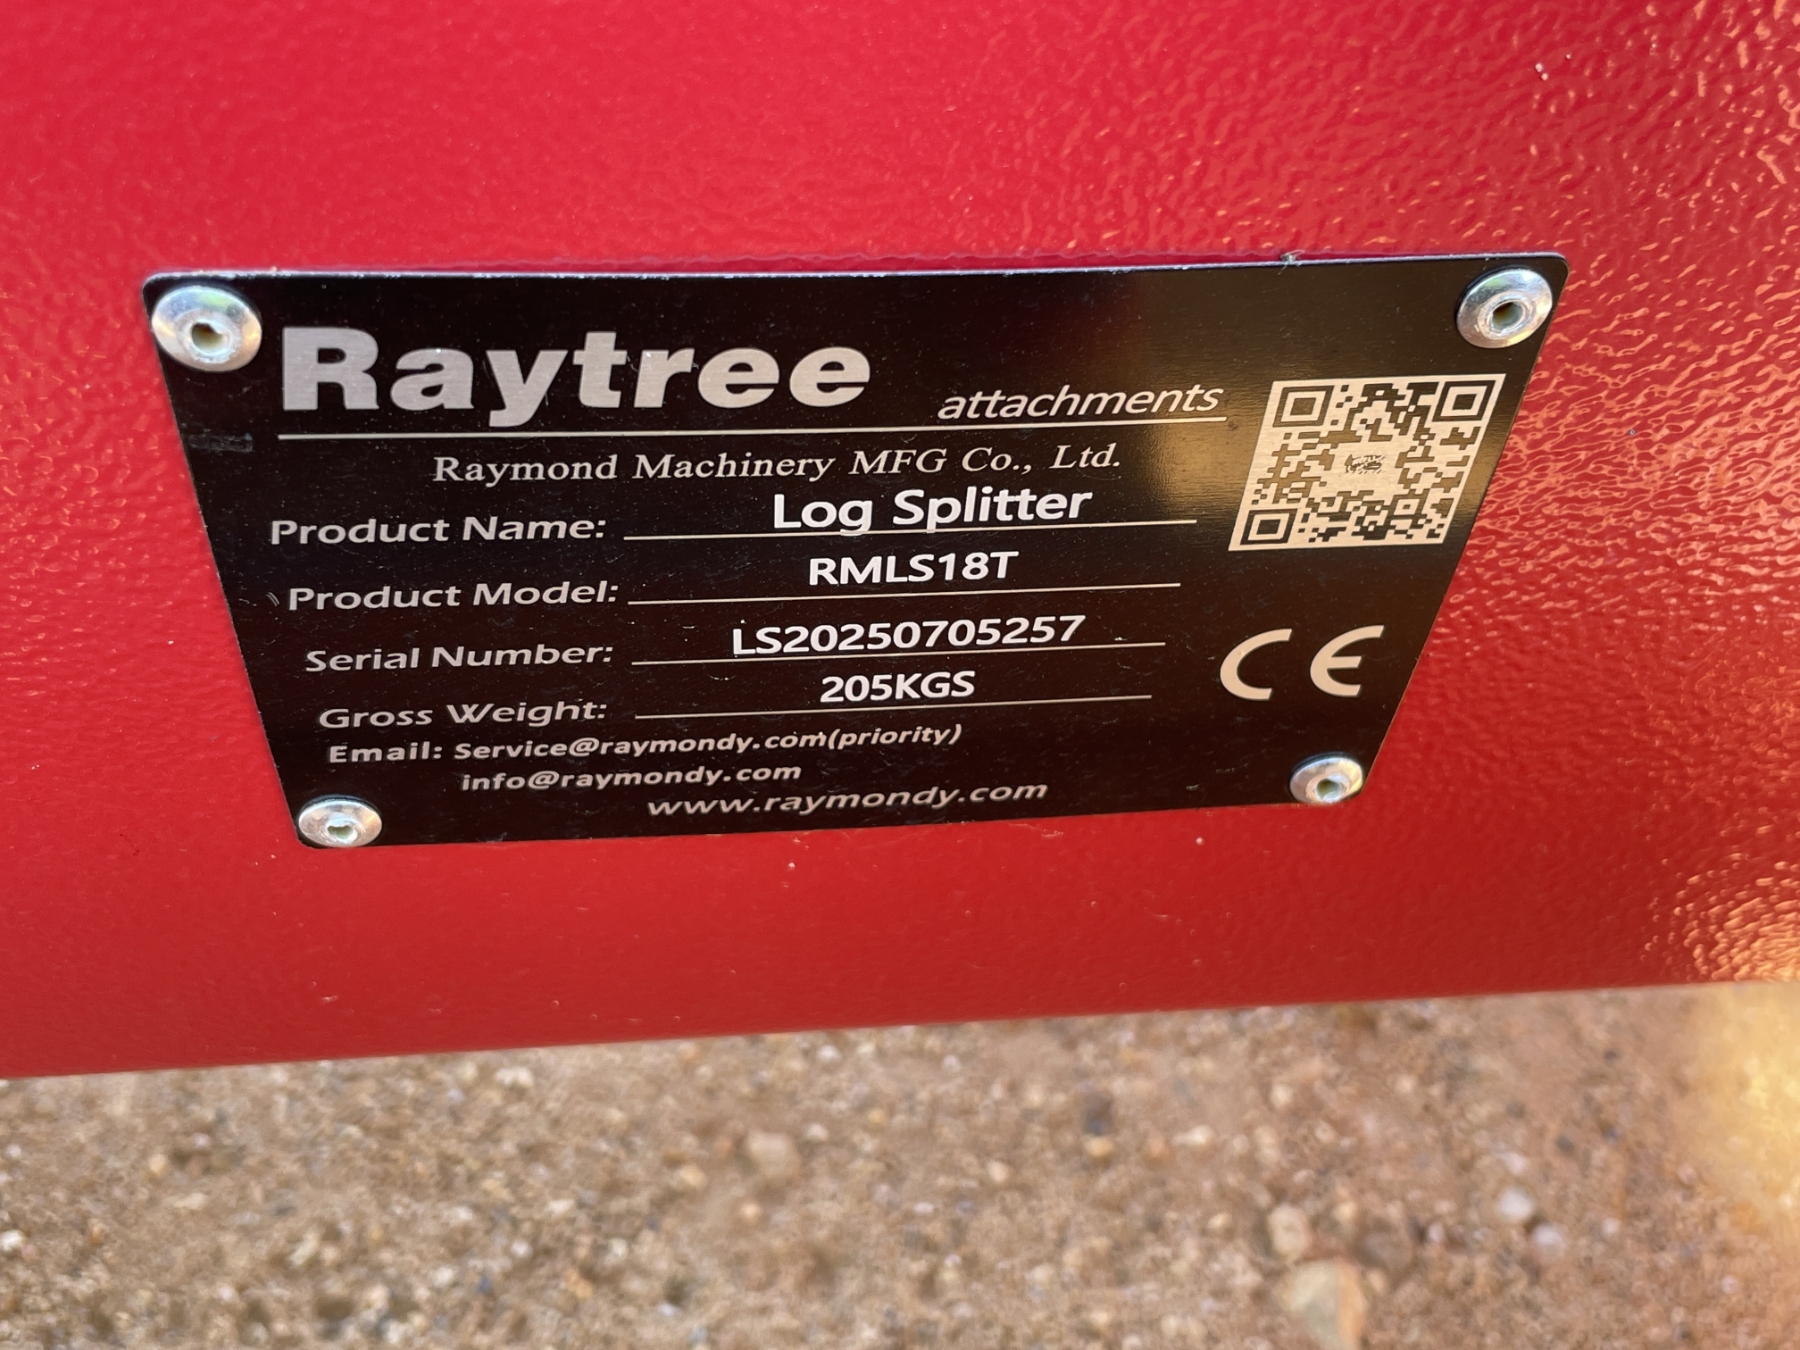 Raytree attachments
Raymond Machinery MFG Co., Ltd.
Product Name: Log Splitter
Product Model: RMLS18T
Serial Number: LS20250705257
Gross Weight: 205KGS
Email: Service@raymondy.com(priority)
info@raymondy.com
www.raymondy.com
CE